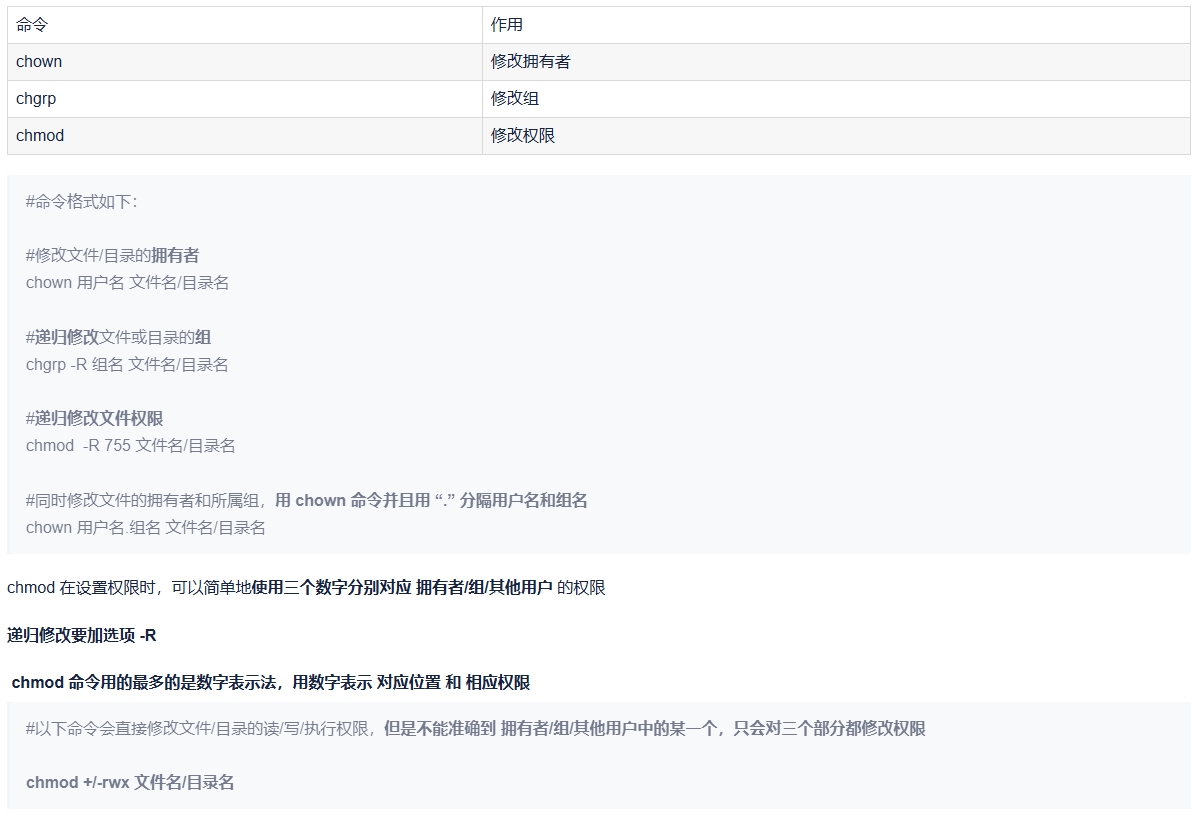 命令 作用
chown 修改拥有者
chgrp 修改组
chmod 修改权限
#命令格式如下：
#修改文件/目录的拥有者
chown 用户名 文件名/目录名
#递归修改文件或目录的组
chgrp -R 组名 文件名/目录名
#递归修改文件权限
chmod  -R 755 文件名/目录名
#同时修改文件的拥有者和所属组，用 chown 命令并且用 “.” 分隔用户名和组名
chown 用户名.组名 文件名/目录名
chmod 在设置权限时，可以简单地使用三个数字分别对应 拥有者/组/其他用户 的权限
递归修改要加选项 -R
chmod 命令用的最多的是数字表示法，用数字表示 对应位置 和 相应权限
#以下命令会直接修改文件/目录的读/写/执行权限，但是不能准确到 拥有者/组/其他用户中的某一个，只会对三个部分都修改权限
chmod +/-rwx 文件名/目录名